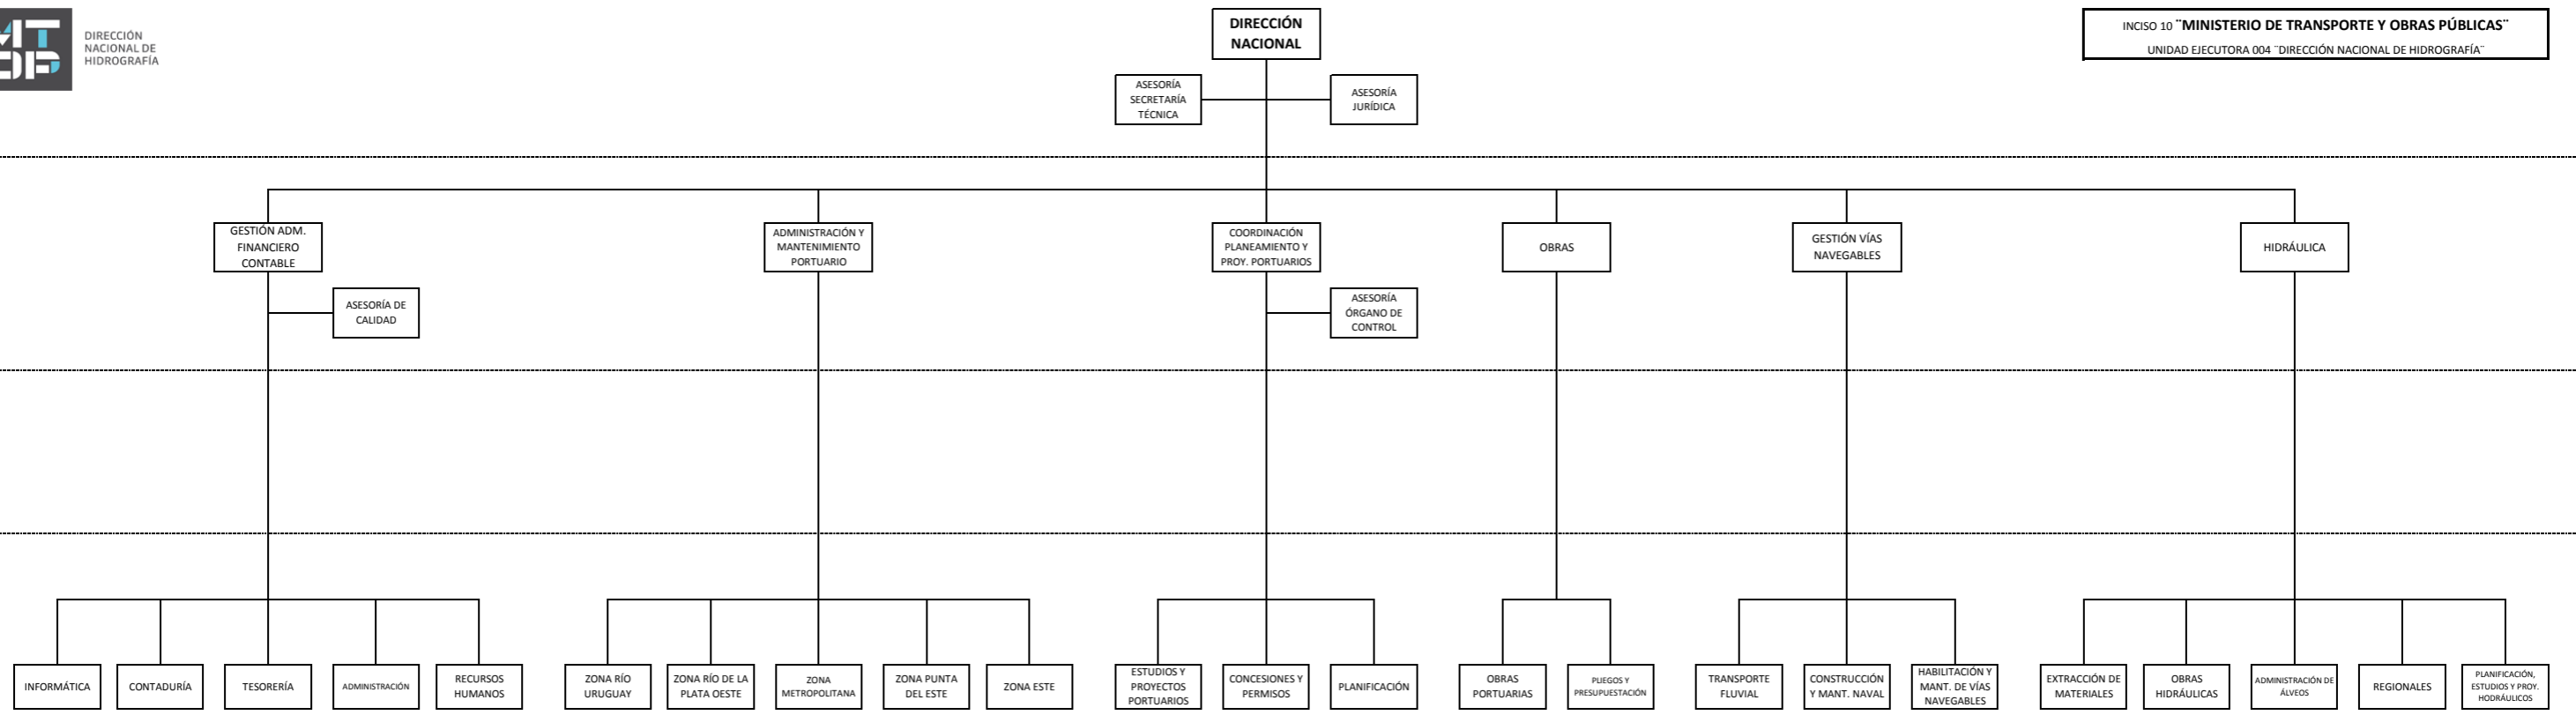 MT
OP
DIRECCIÓN
NACIONAL DE
HIDROGRAFÍA
DIRECCIÓN
NACIONAL
INCISO 10 ¨MINISTERIO DE TRANSPORTE Y OBRAS PÚBLICAS¨
UNIDAD EJECUTORA 004 ¨DIRECCIÓN NACIONAL DE HIDROGRAFÍA¨
ASESORÍA
SECRETARÍA
TÉCNICA
ASESORÍA
JURÍDICA
GESTIÓN ADM.
FINANCIERO
CONTABLE
ADMINISTRACIÓN Y
MANTENIMIENTO
PORTUARIO
COORDINACIÓN
PLANEAMIENTO Y
PROY. PORTUARIOS
OBRAS
GESTIÓN VÍAS
NAVEGABLES
HIDRÁULICA
ASESORÍA DE
CALIDAD
ASESORÍA
ÓRGANO DE
CONTROL
INFORMÁTICA
CONTADURÍA
TESORERÍA
ADMINISTRACIÓN
RECURSOS
HUMANOS
ZONA RÍO
URUGUAY
ZONA RÍO DE LA
PLATA OESTE
ZONA
METROPOLITANA
ZONA PUNTA
DEL ESTE
ZONA ESTE
ESTUDIOS Y
PROYECTOS
PORTUARIOS
CONCESIONES Y
PERMISOS
PLANIFICACIÓN
OBRAS
PORTUARIAS
PLIEGOS Y
PRESUPUESTACIÓN
TRANSPORTE
FLUVIAL
CONSTRUCCIÓN
Y MANT. NAVAL
HABILITACIÓN Y
MANT. DE VÍAS
NAVEGABLES
EXTRACCIÓN DE
MATERIALES
OBRAS
HIDRÁULICAS
ADMINISTRACIÓN DE
ÁLVEOS
REGIONALES
PLANIFICACIÓN,
ESTUDIOS Y PROY.
HODRÁULICOS